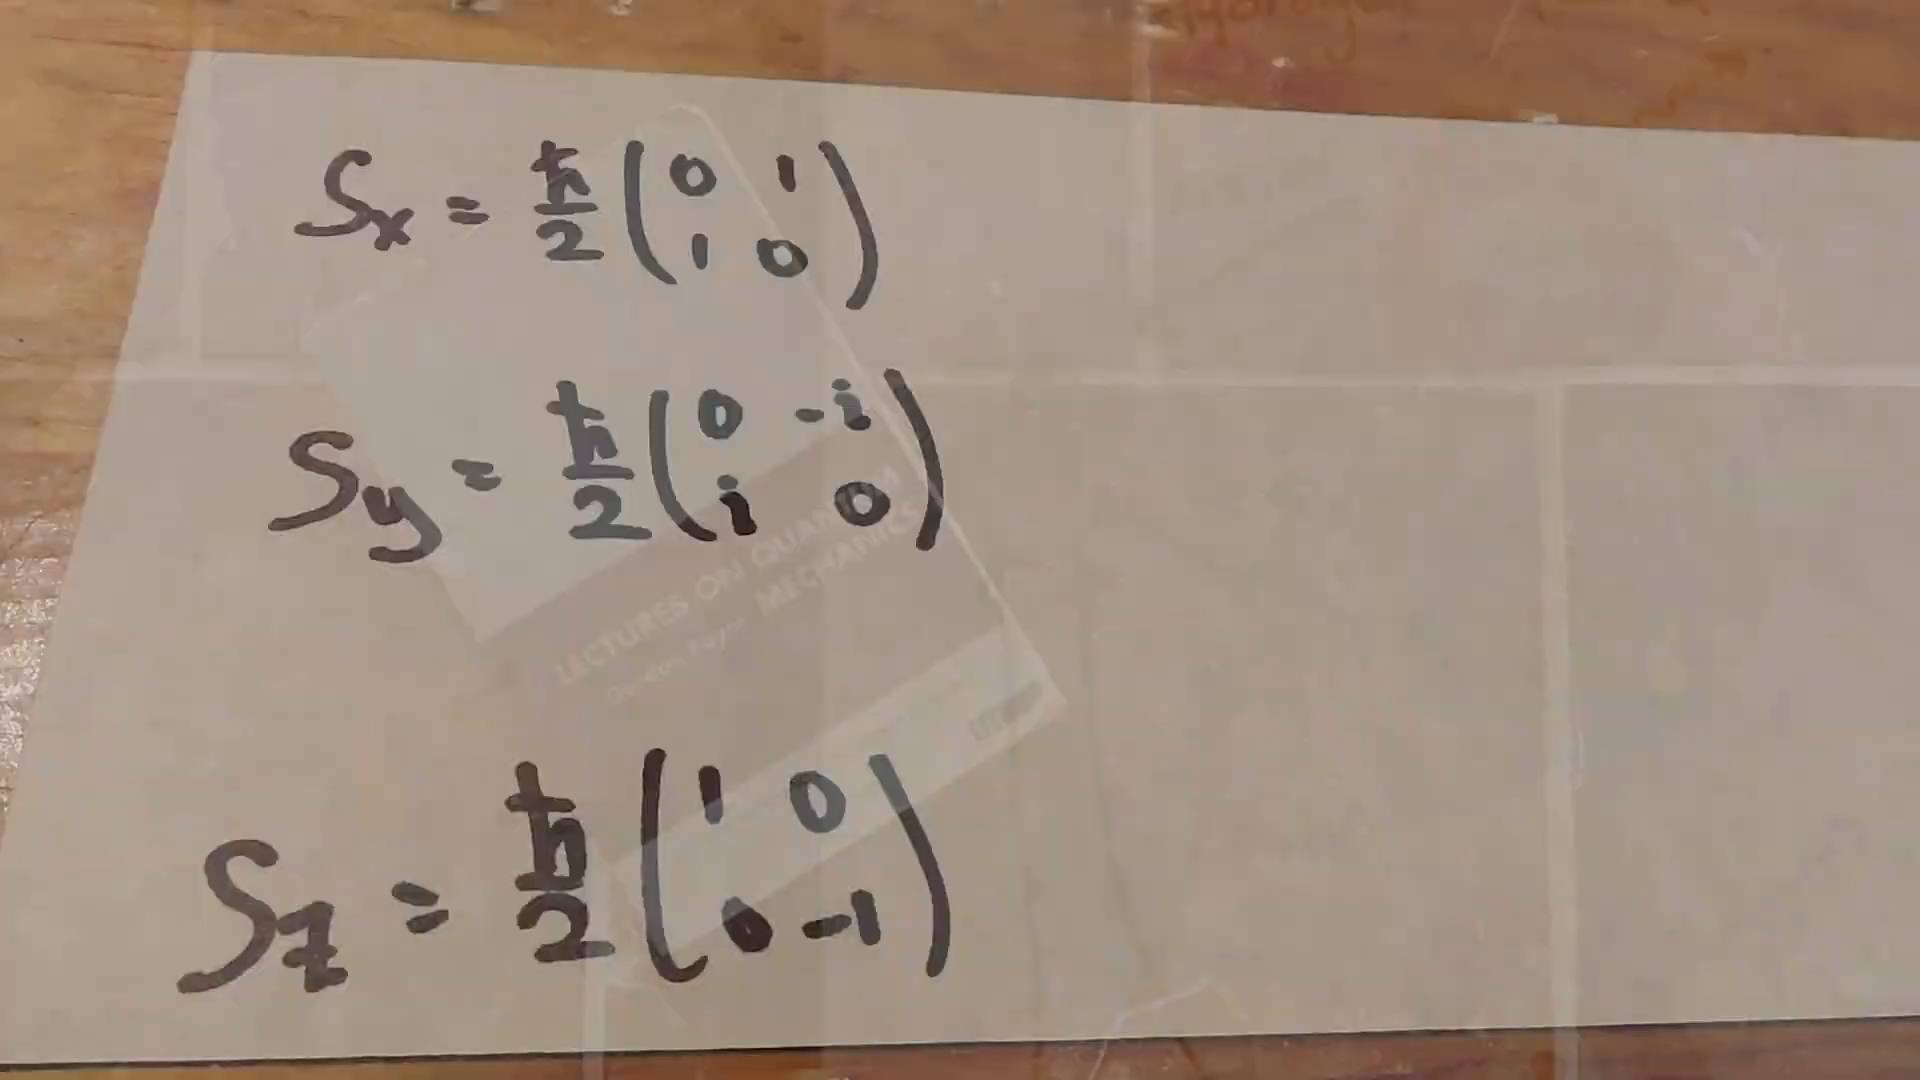 Sx = ħ/2 ( 0 1 )
( 1 0 )
Sy = ħ/2 ( 0 -i )
( i 0 )
LECTURES ON QUANTUM
MECHANICS
Sz = ħ/2 ( 1 0 )
( 0 -1 )